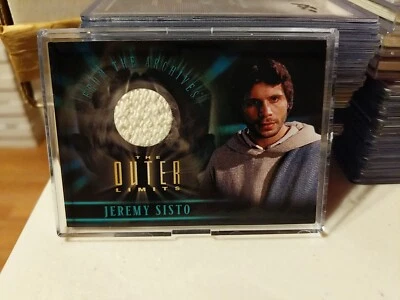 FROM THE ARCHIVES
THE
OUTER
LIMITS
JEREMY SISTO